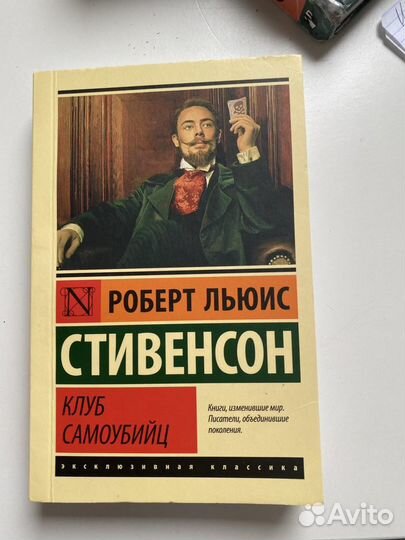 N
РОБЕРТ ЛЬЮИС
СТИВЕНСОН
КЛУБ
САМОУБИЙЦ
Книги, изменившие мир.
Писатели, объединившие
поколения.
эксклюзивная классика
Avito